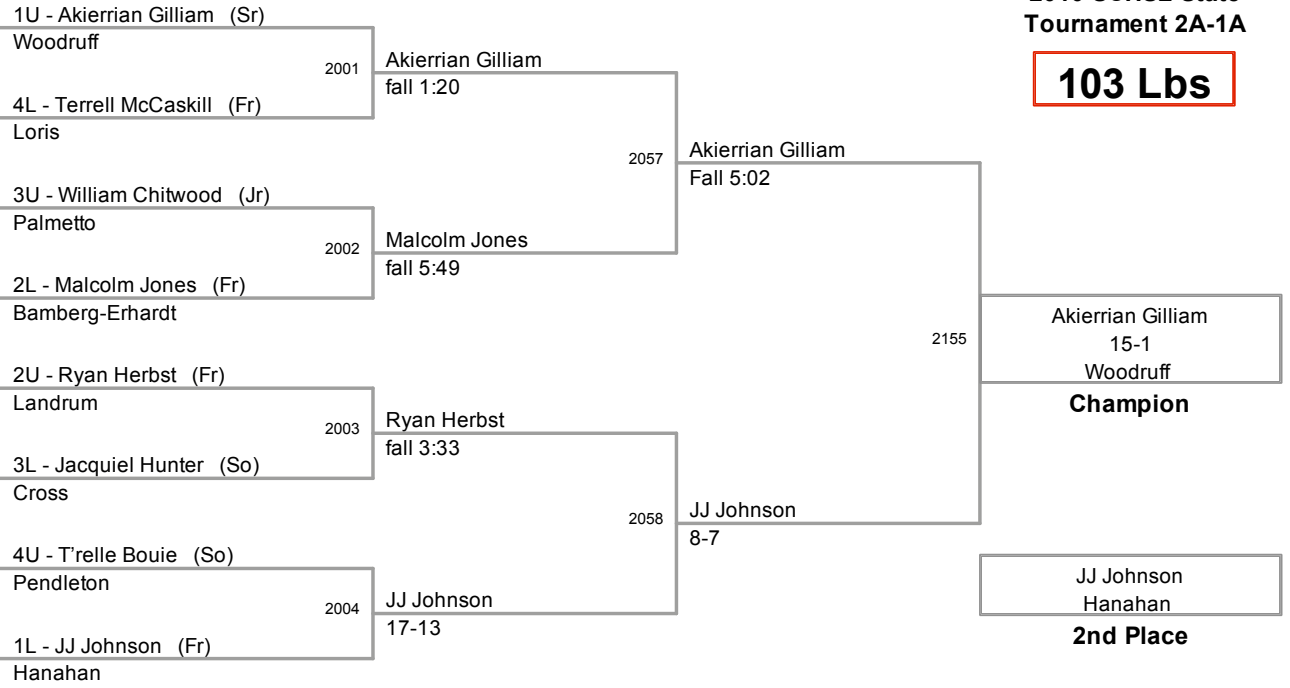 Tournament 2A-1A
103 Lbs
1U - Akierrian Gilliam (Sr)
Woodruff
2001
Akierrian Gilliam
fall 1:20
4L - Terrell McCaskill (Fr)
Loris
2057
Akierrian Gilliam
Fall 5:02
3U - William Chitwood (Jr)
Palmetto
2002
Malcolm Jones
fall 5:49
2L - Malcolm Jones (Fr)
Bamberg-Erhardt
2155
Akierrian Gilliam
15-1
Woodruff
Champion
2U - Ryan Herbst (Fr)
Landrum
2003
Ryan Herbst
fall 3:33
3L - Jacquiel Hunter (So)
Cross
2058
JJ Johnson
8-7
4U - T’relle Bouie (So)
Pendleton
2004
JJ Johnson
17-13
1L - JJ Johnson (Fr)
Hanahan
JJ Johnson
Hanahan
2nd Place